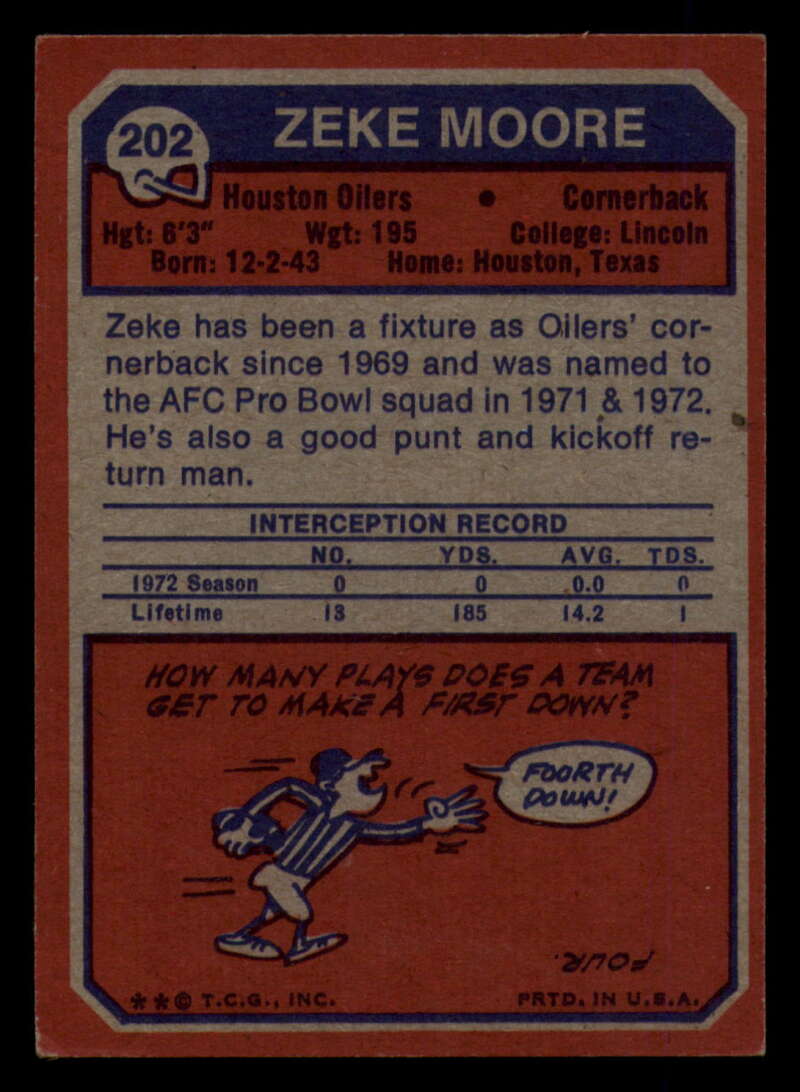 202
ZEKE MOORE
Houston Oilers • Cornerback
Hgt: 6'3" Wgt: 195 College: Lincoln
Born: 12-2-43 Home: Houston, Texas
Zeke has been a fixture as Oilers' cor-
nerback since 1969 and was named to
the AFC Pro Bowl squad in 1971 & 1972.
He's also a good punt and kickoff re-
turn man.
INTERCEPTION RECORD
NO. YDS. AVG. TDS.
1972 Season 0 0 0.0 0
Lifetime 13 185 14.2 1
HOW MANY PLAYS DOES A TEAM
GET TO MAKE A FIRST DOWN?
FOORTH
DOWN!
FOUR.
**© T.C.G., INC. PRTD. IN U.S.A.